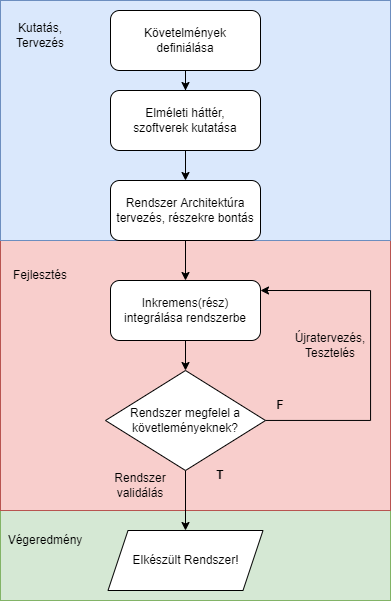 Kutatás,
Tervezés
Követelmények
definiálása
Elméleti háttér,
szoftverek kutatása
Rendszer Architektúra
tervezés, részekre bontás
Fejlesztés
Inkremens(rész)
integrálása rendszerbe
Újratervezés,
Tesztelés
Rendszer megfelel a
követleményeknek?
F
Rendszer
validálás
T
Végeredmény
Elkészült Rendszer!